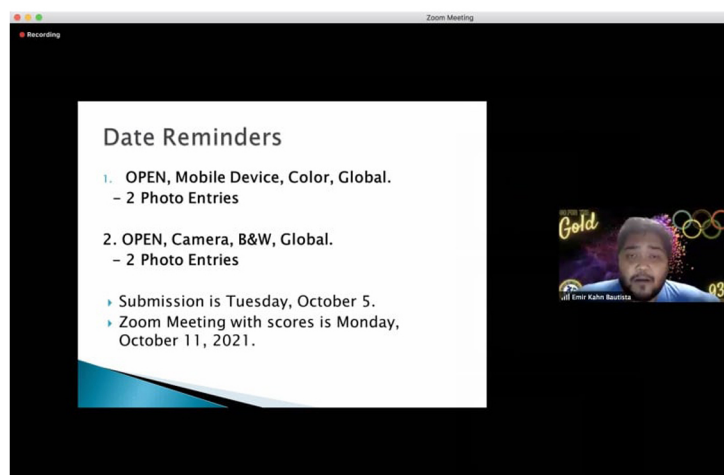 Zoom Meeting
Recording
Date Reminders
1. OPEN, Mobile Device, Color, Global.
– 2 Photo Entries
2. OPEN, Camera, B&W, Global.
– 2 Photo Entries
Submission is Tuesday, October 5.
Zoom Meeting with scores is Monday,
October 11, 2021.
Gold
93
Emir Kahn Bautista